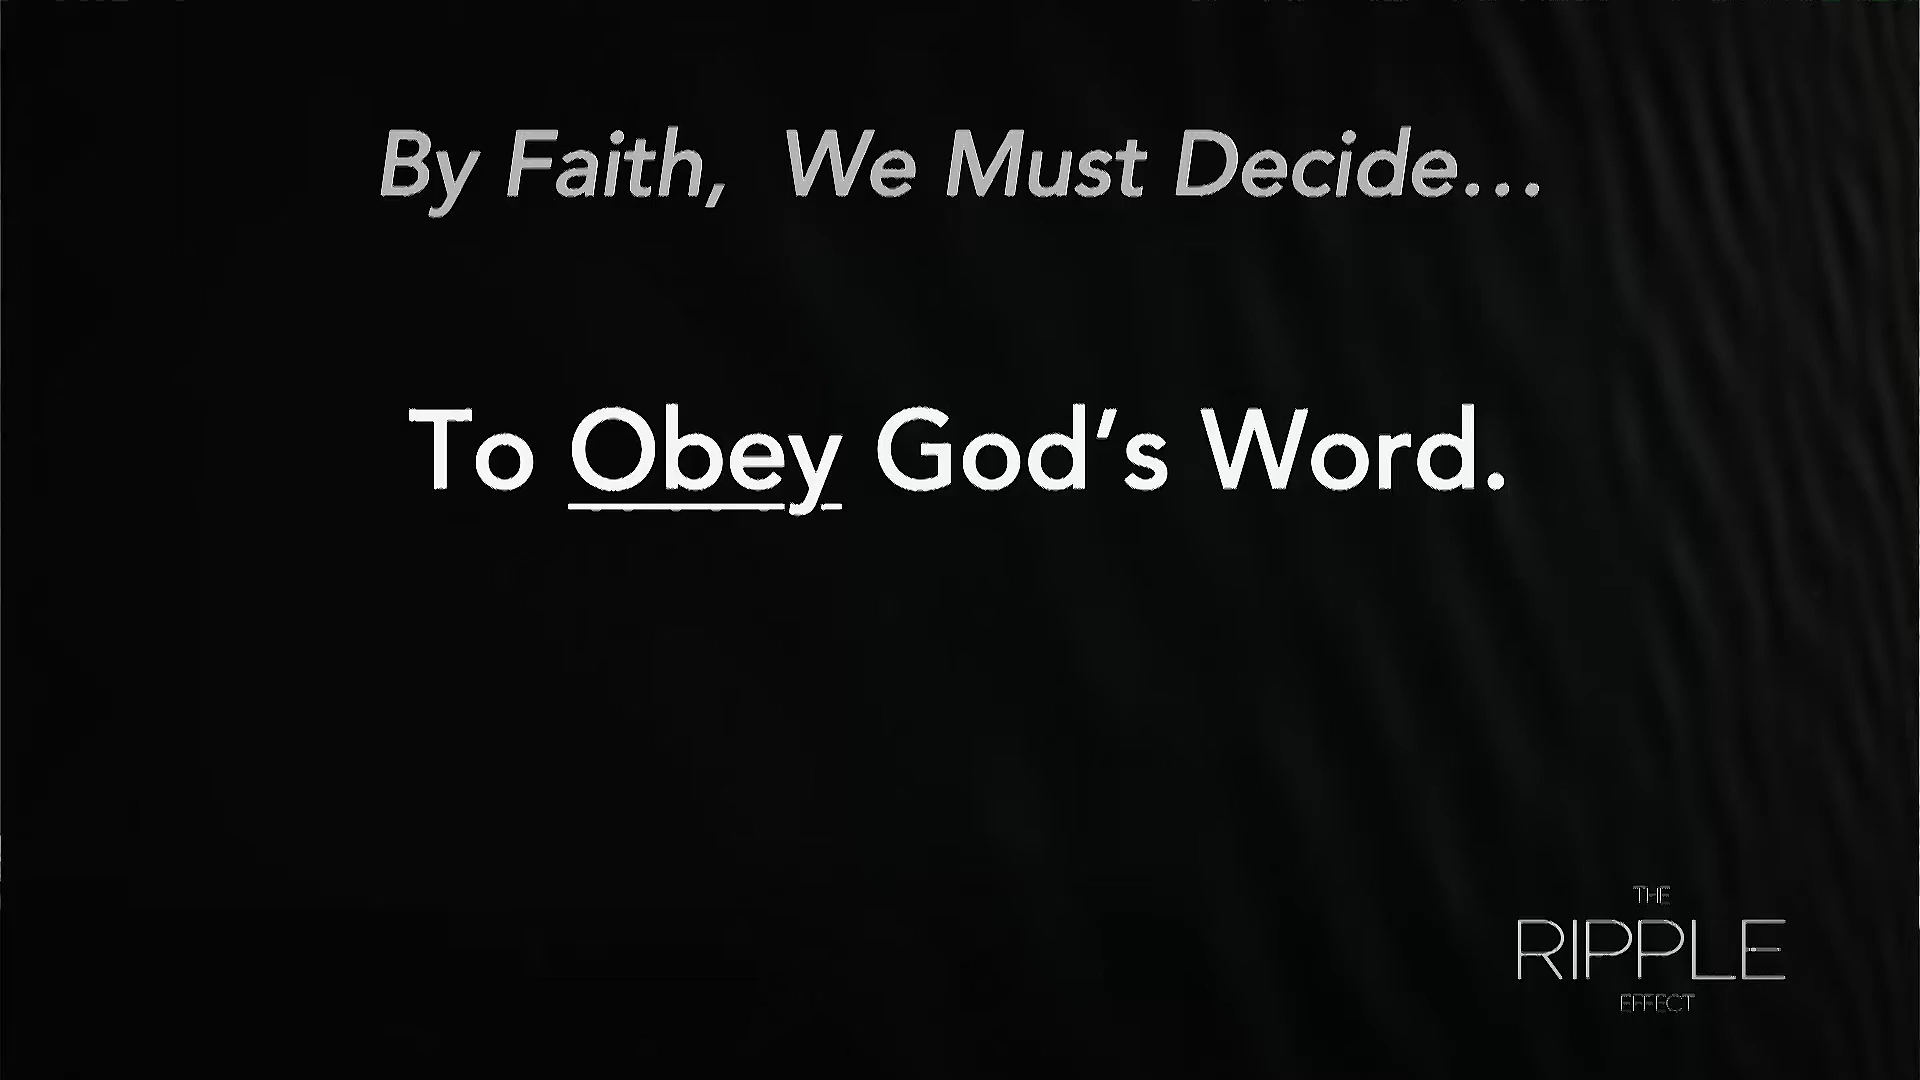 By Faith,  We Must Decide…
To Obey God’s Word.
THE
RIPPLE
EFFECT